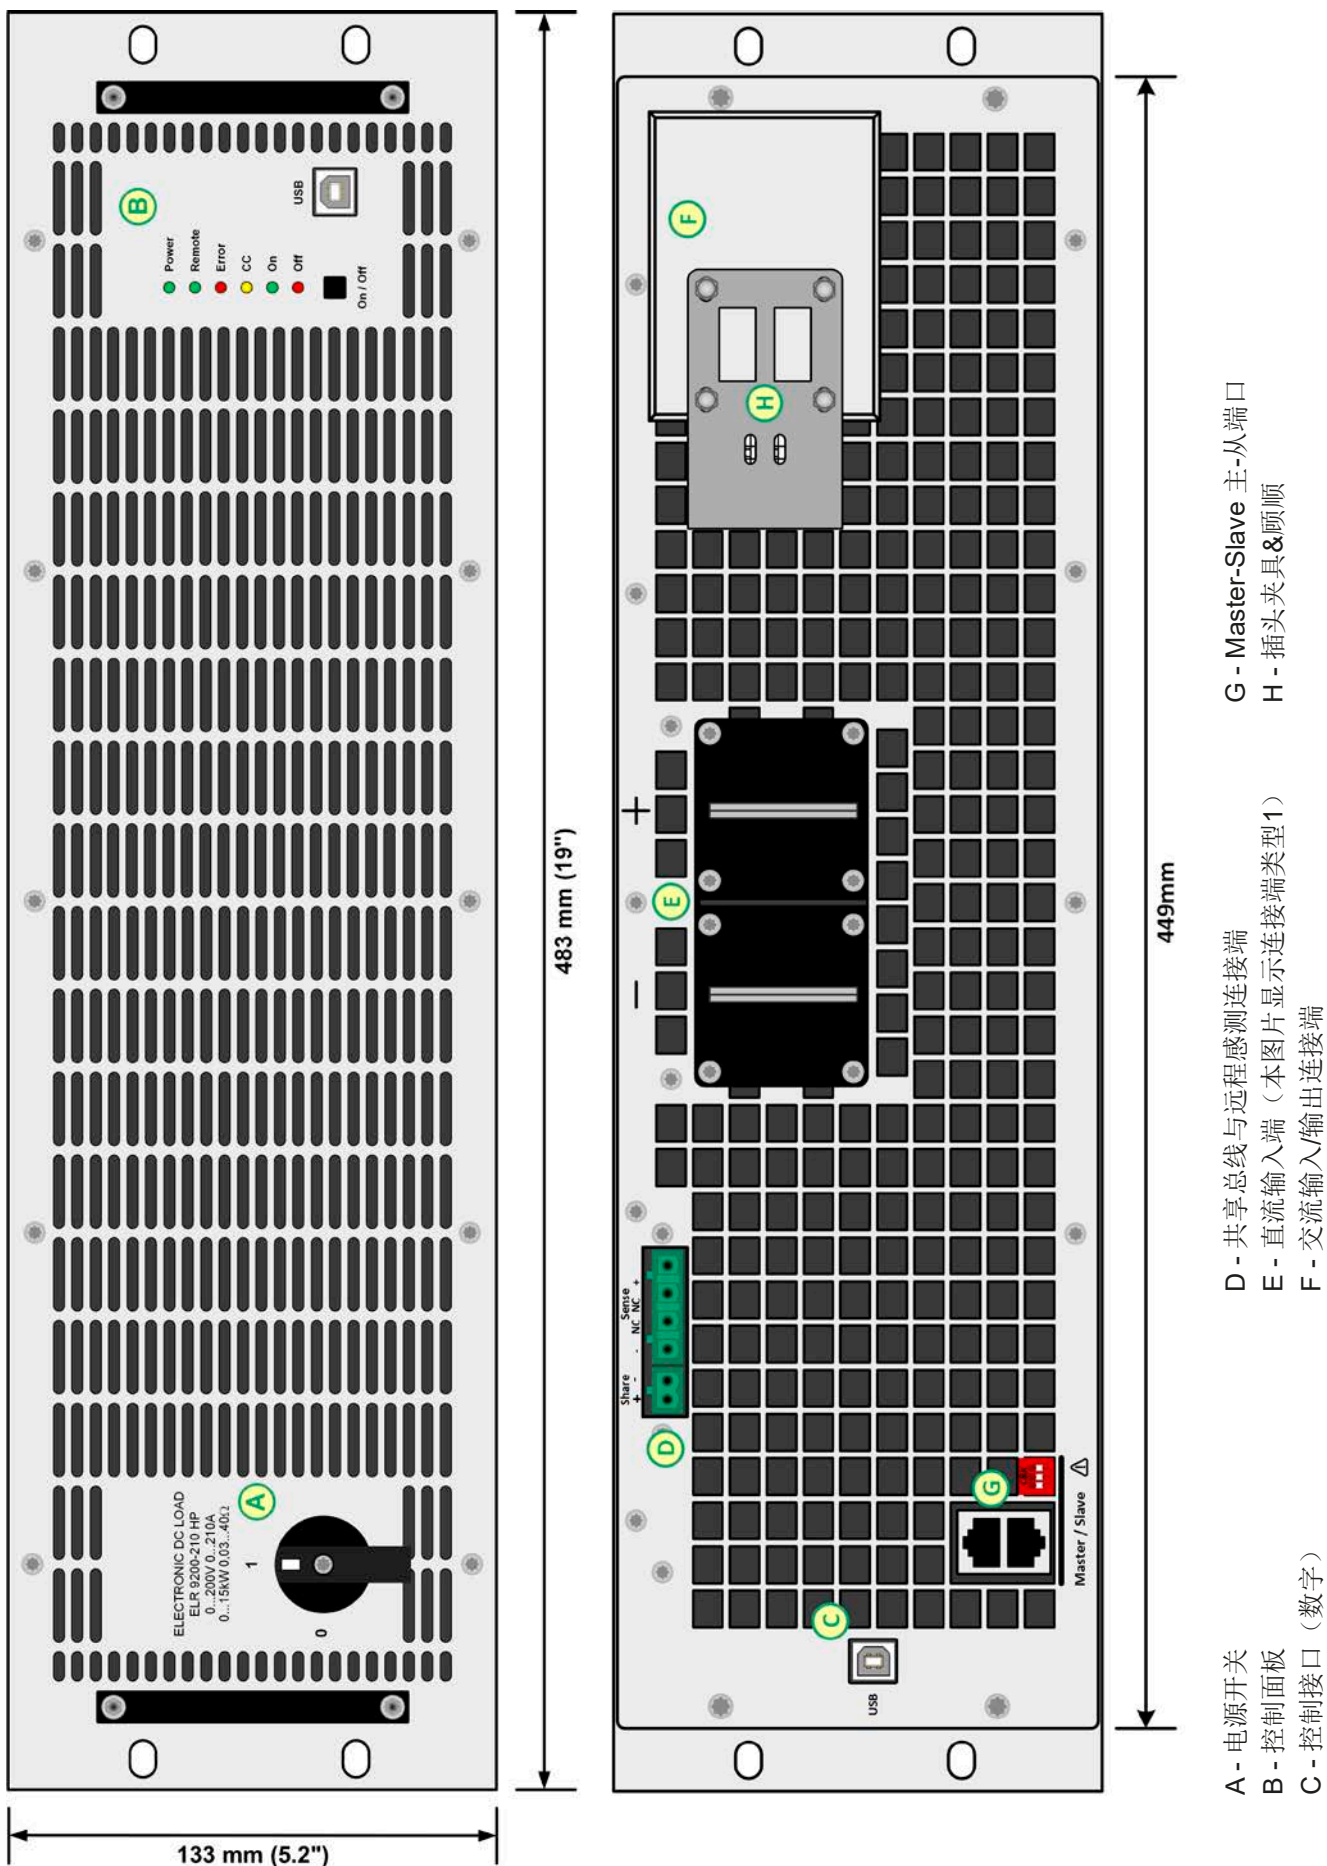 Power
Remote
Error
CC
On
Off
On / Off
USB
B
ELECTRONIC DC LOAD
ELR 9200-210 HP
0...200V 0...210A
0...15kW 0.03...40Ω
A
1
0
483 mm (19")
133 mm (5.2")
F
H
+
E
−
Share
+ -
Sense
- NC NC +
D
G
Master / Slave
C
USB
449mm
A - 电源开关
B - 控制面板
C - 控制接口（数字）
D - 共享总线与远程感测连接端
E - 直流输入端（本图片显示连接端类型1）
F - 交流输入/输出连接端
G - Master-Slave 主-从端口
H - 插头夹具&顾顺